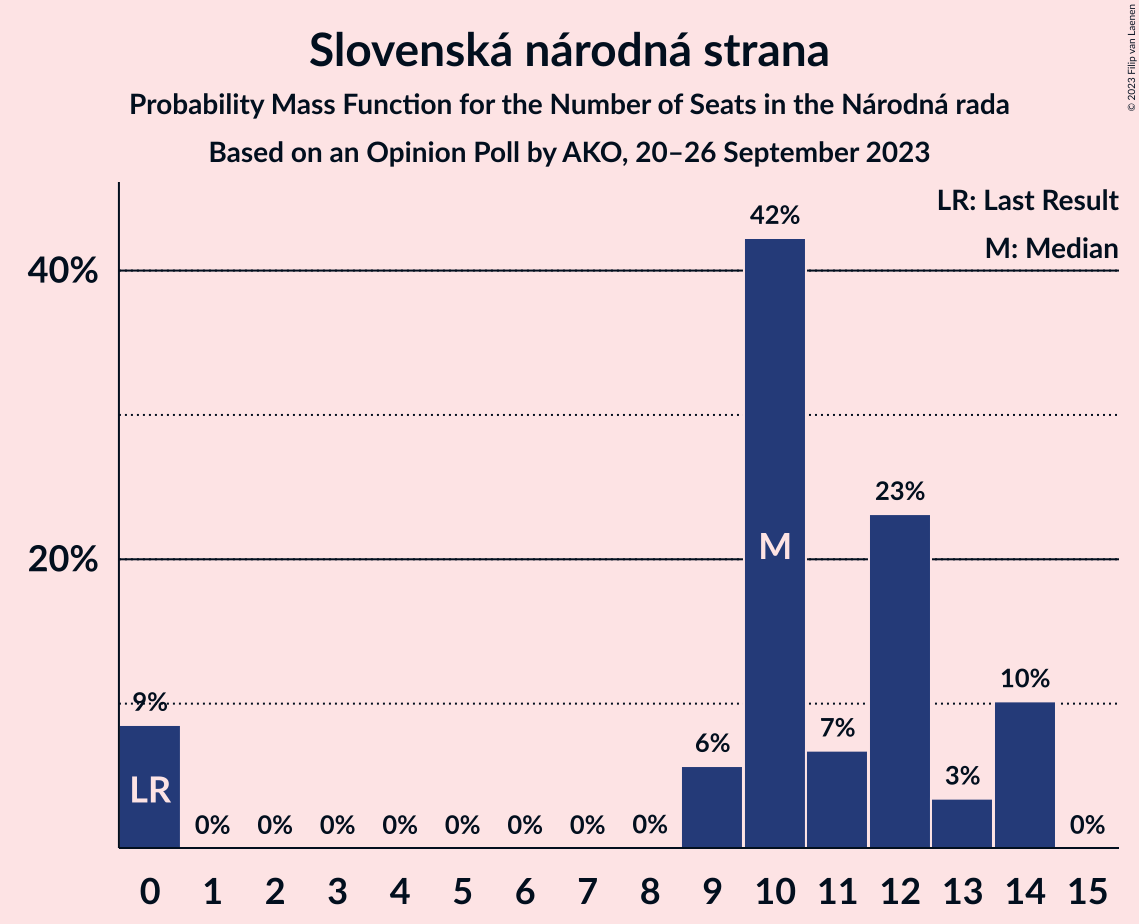 Slovenská národná strana
Probability Mass Function for the Number of Seats in the Národná rada
Based on an Opinion Poll by AKO, 20–26 September 2023
© 2023 Filip van Laenen
LR: Last Result
M: Median
40%
20%
9%
0%
0%
0%
0%
0%
0%
0%
0%
6%
42%
7%
23%
3%
10%
0%
LR
M
0 1 2 3 4 5 6 7 8 9 10 11 12 13 14 15